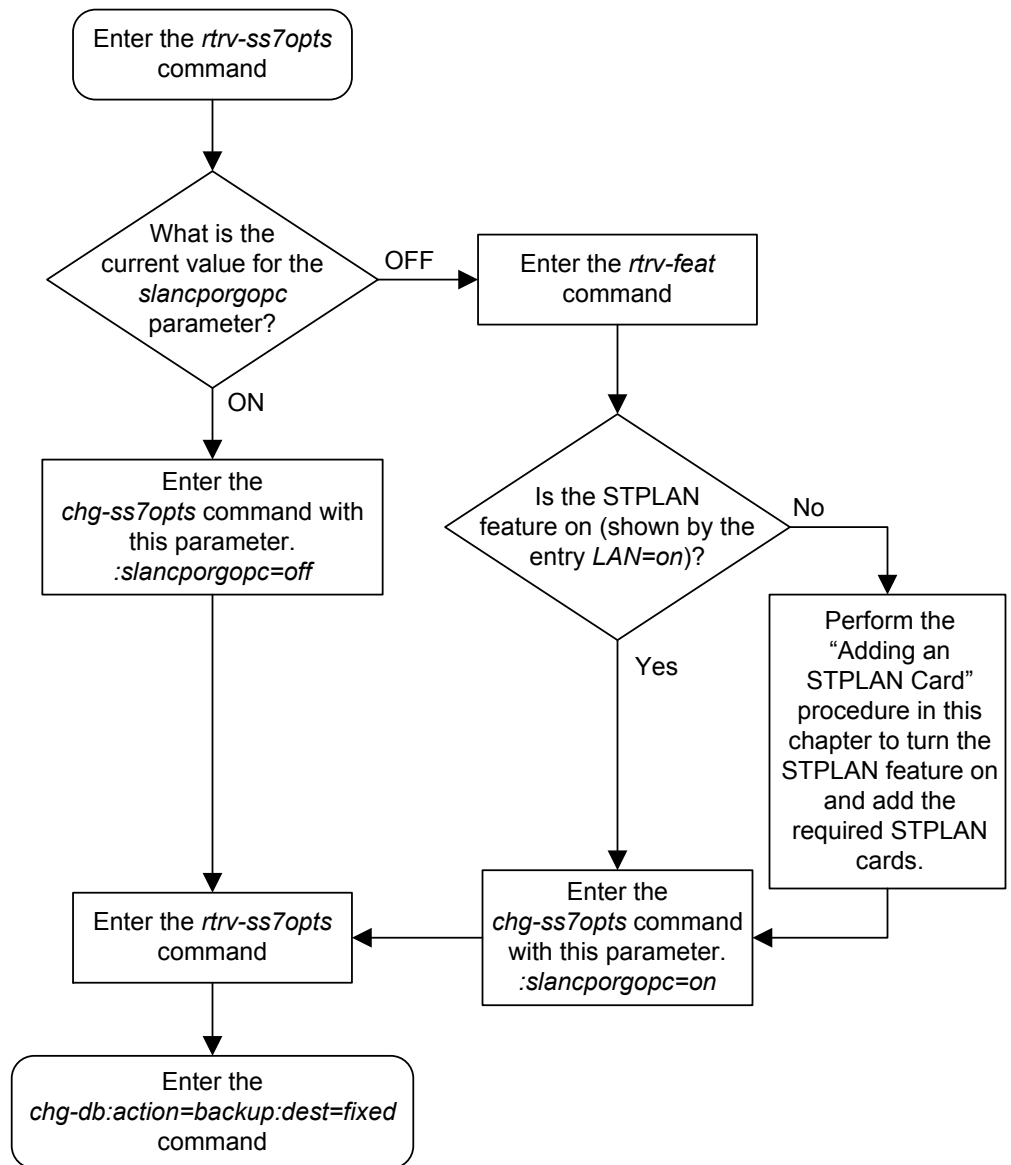 Enter the rtrv-ss7opts
command
What is the
current value for the
slancporgopc
parameter?
OFF
Enter the rtrv-feat
command
ON
Enter the
chg-ss7opts command with
this parameter.
:slancporgopc=off
Is the STPLAN
feature on (shown by the
entry LAN=on)?
No
Yes
Perform the
“Adding an
STPLAN Card”
procedure in this
chapter to turn the
STPLAN feature on
and add the
required STPLAN
cards.
Enter the
chg-ss7opts command
with this parameter.
:slancporgopc=on
Enter the rtrv-ss7opts
command
Enter the
chg-db:action=backup:dest=fixed
command